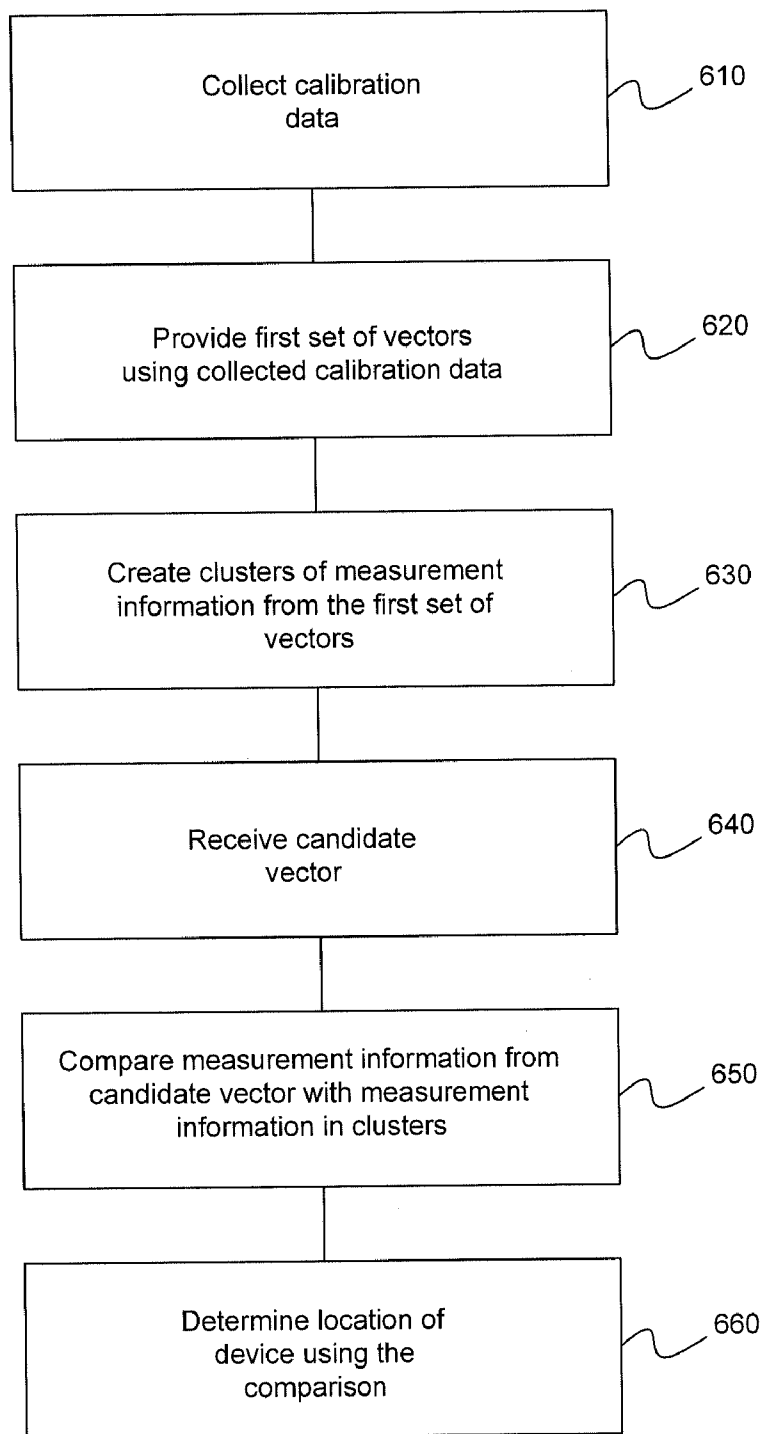 Collect calibration
data
610
Provide first set of vectors
using collected calibration data
620
Create clusters of measurement
information from the first set of
vectors
630
Receive candidate
vector
640
Compare measurement information from
candidate vector with measurement
information in clusters
650
Determine location of
device using the
comparison
660